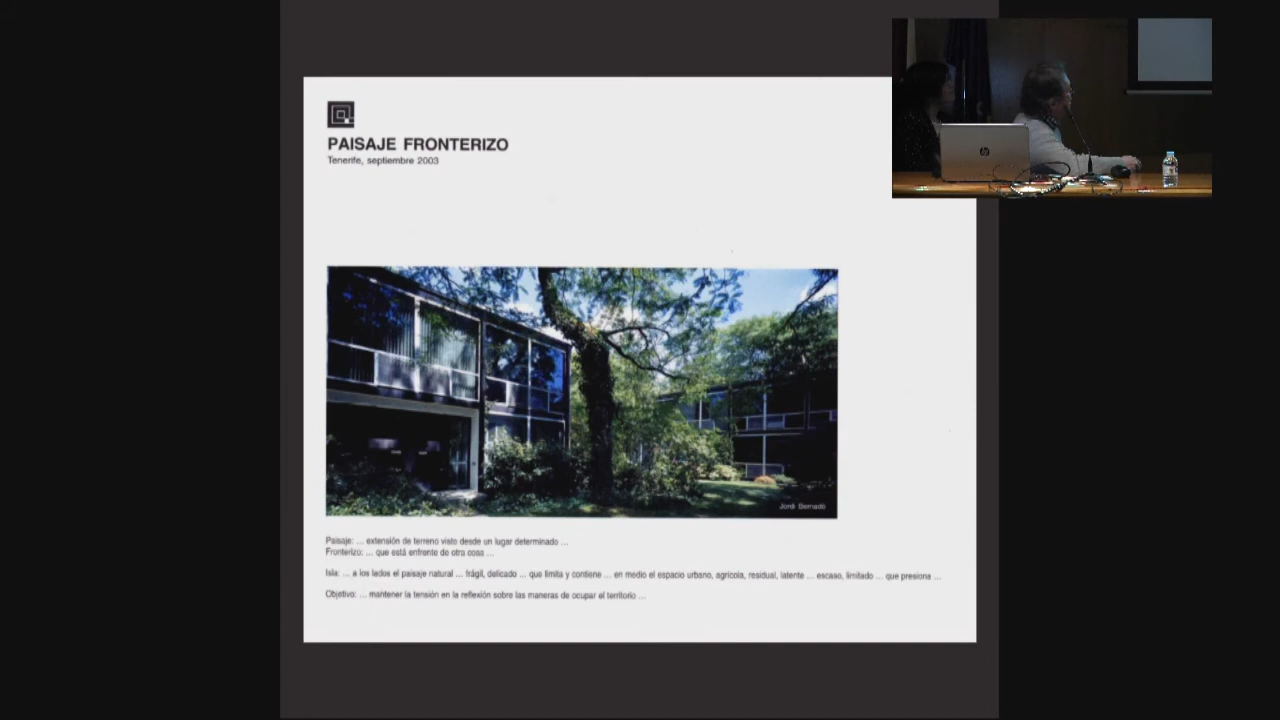 PAISAJE FRONTERIZO
Tenerife, septiembre 2003
Jordi Bernadó
Paisaje: ... extensión de terreno visto desde un lugar determinado ...
Fronterizo: ... que está enfrente de otra cosa ...
Isla: ... a los lados el paisaje natural ... frágil, delicado ... que limita y contiene ... en medio el espacio urbano, agrícola, residual, latente ... escaso, limitado ... que presiona ...
Objetivo: ... mantener la tensión en la reflexión sobre las maneras de ocupar el territorio ...
hp